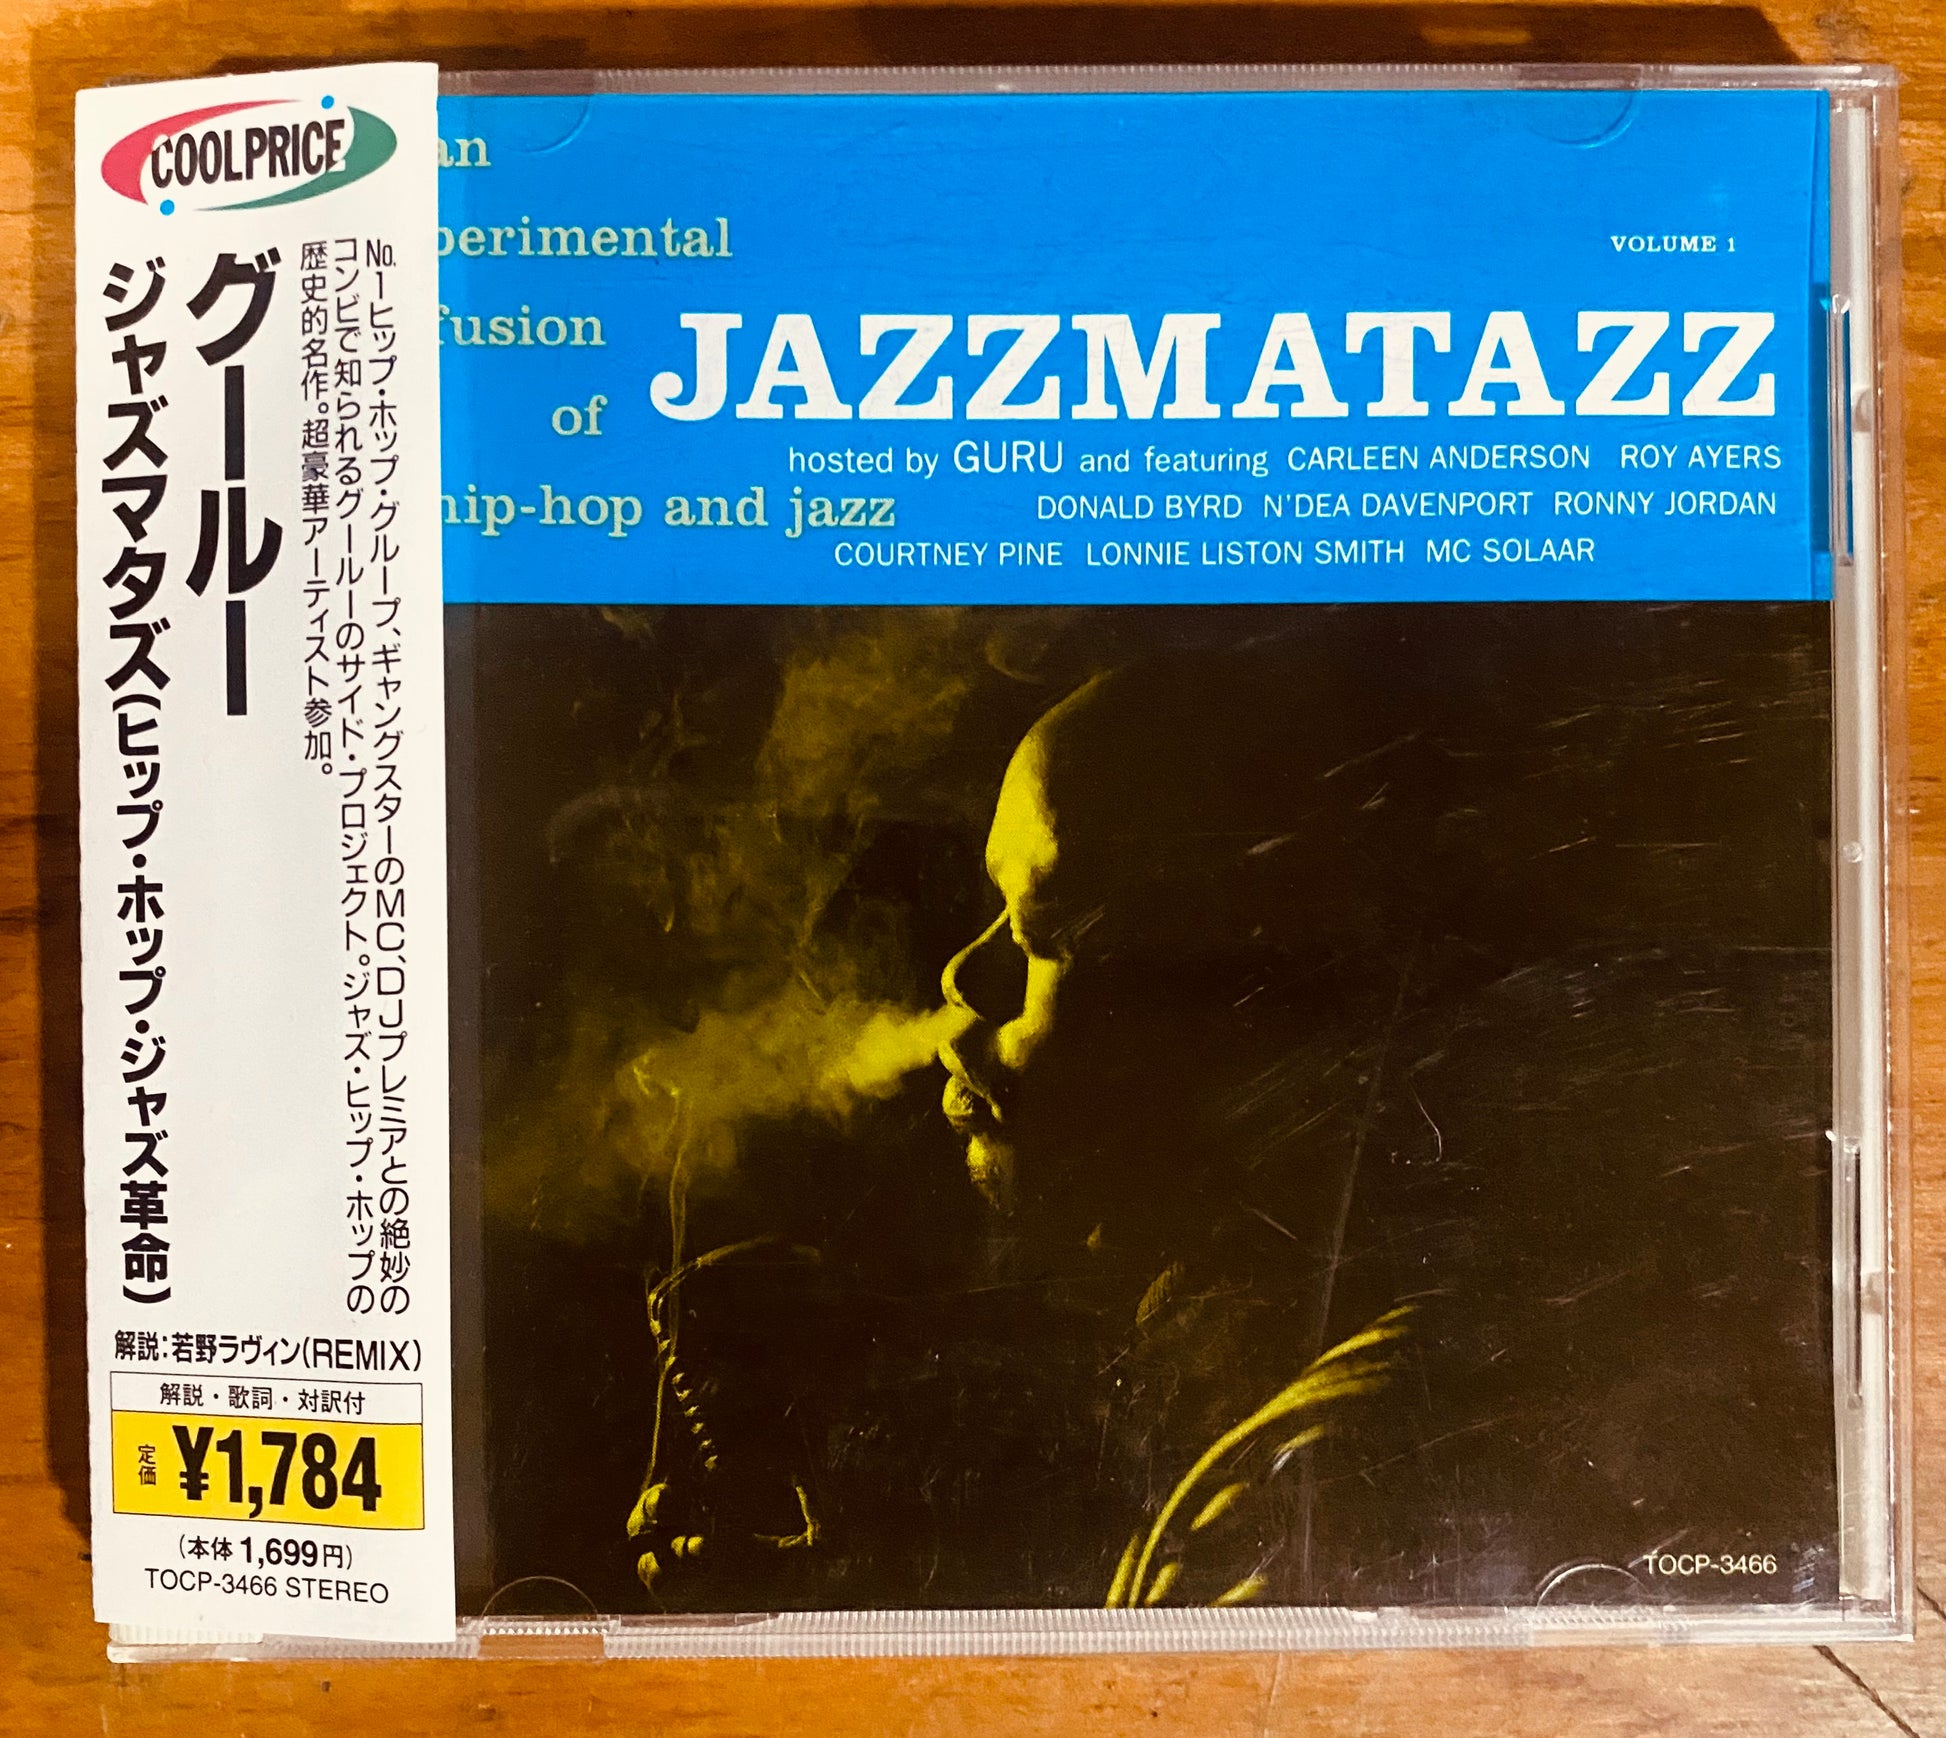 COOLPRICE
No.1ヒップ・ホップ・グループ、ギャングスターのMC、DJプレミアとの絶妙の
コンビで知られるグールーのサイド・プロジェクト。ジャズ・ヒップ・ホップの
歴史的名作。超豪華アーティスト参加。
グールー
ジャズマタズ(ヒップ・ホップ・ジャズ革命)
解説:若野ラヴィン(REMIX)
解説・歌詞・対訳付
定価 ¥1,784
(本体1,699円)
TOCP-3466 STEREO
an
perimental
fusion
of
hip-hop and jazz
VOLUME 1
JAZZMATAZZ
hosted by GURU and featuring CARLEEN ANDERSON ROY AYERS
DONALD BYRD N'DEA DAVENPORT RONNY JORDAN
COURTNEY PINE LONNIE LISTON SMITH MC SOLAAR
TOCP-3466